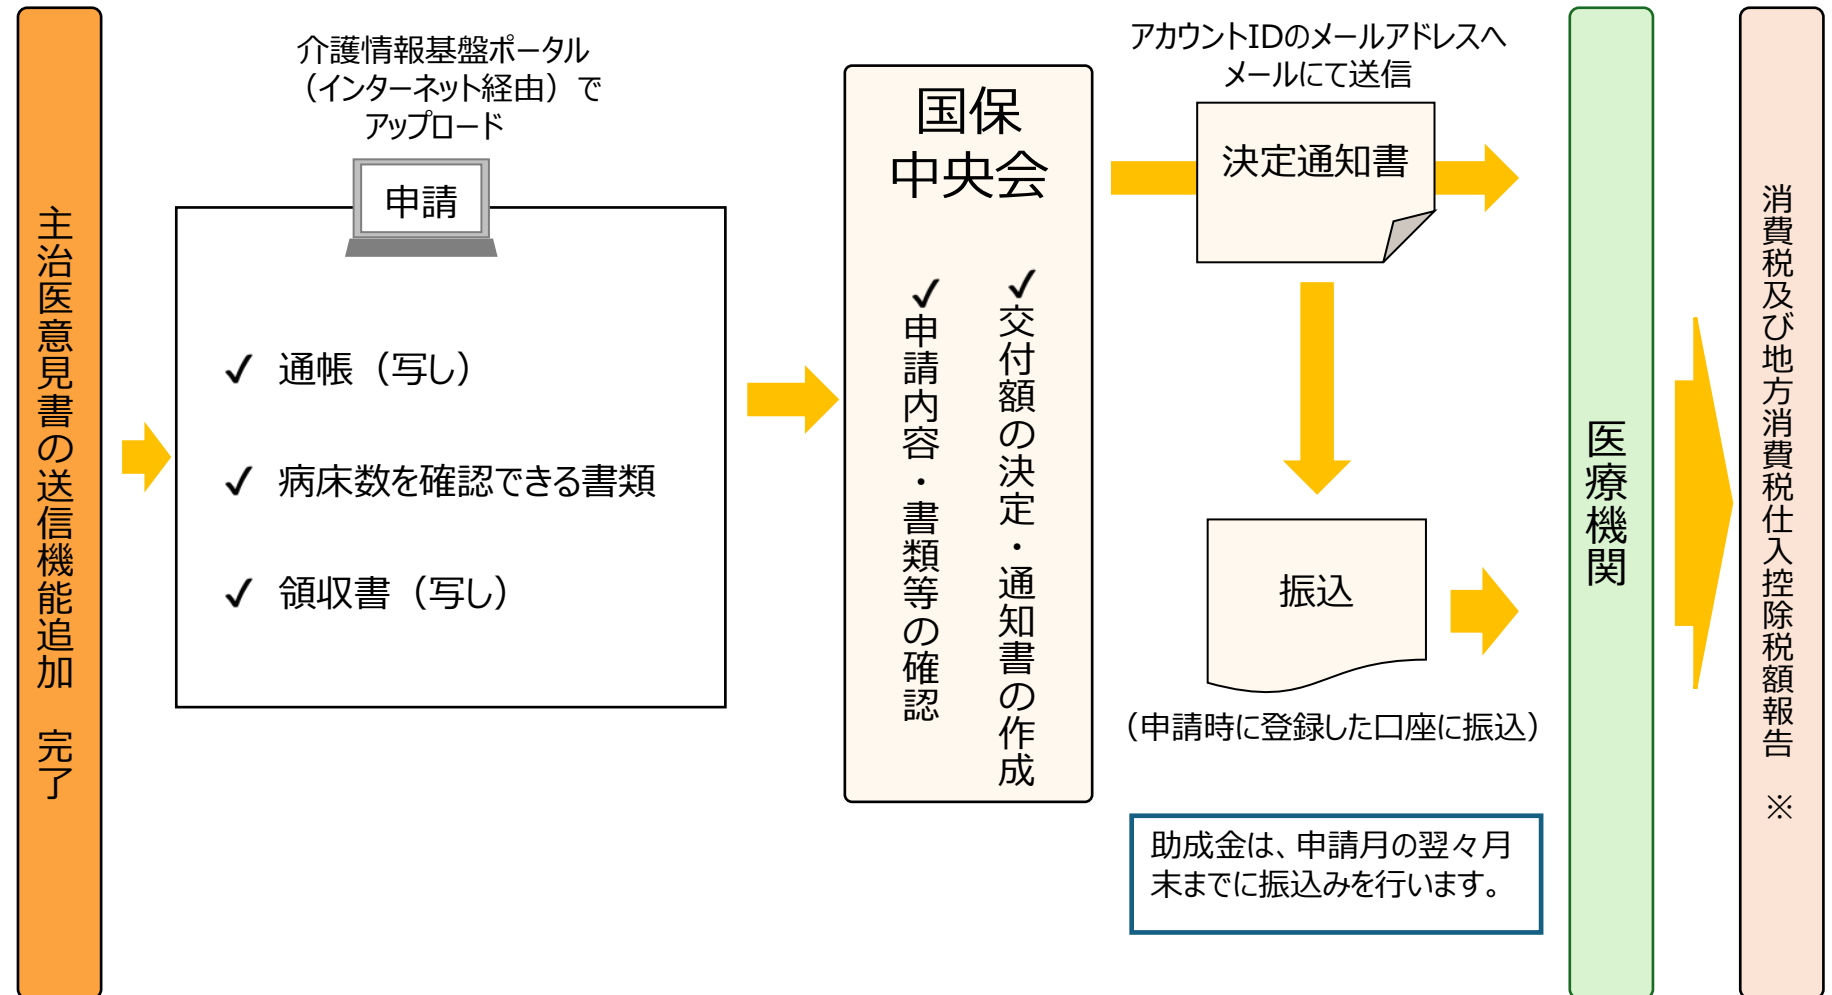 主治医意見書の送信機能追加　完了
介護情報基盤ポータル
（インターネット経由）で
アップロード
申請
✓ 通帳（写し）
✓ 病床数を確認できる書類
✓ 領収書（写し）
国保
中央会
✓交付額の決定・通知書の作成
✓申請内容・書類等の確認
アカウントIDのメールアドレスへ
メールにて送信
決定通知書
振込
（申請時に登録した口座に振込）
助成金は、申請月の翌々月
末までに振込みを行います。
医療機関
消費税及び地方消費税仕入控除税額報告　※